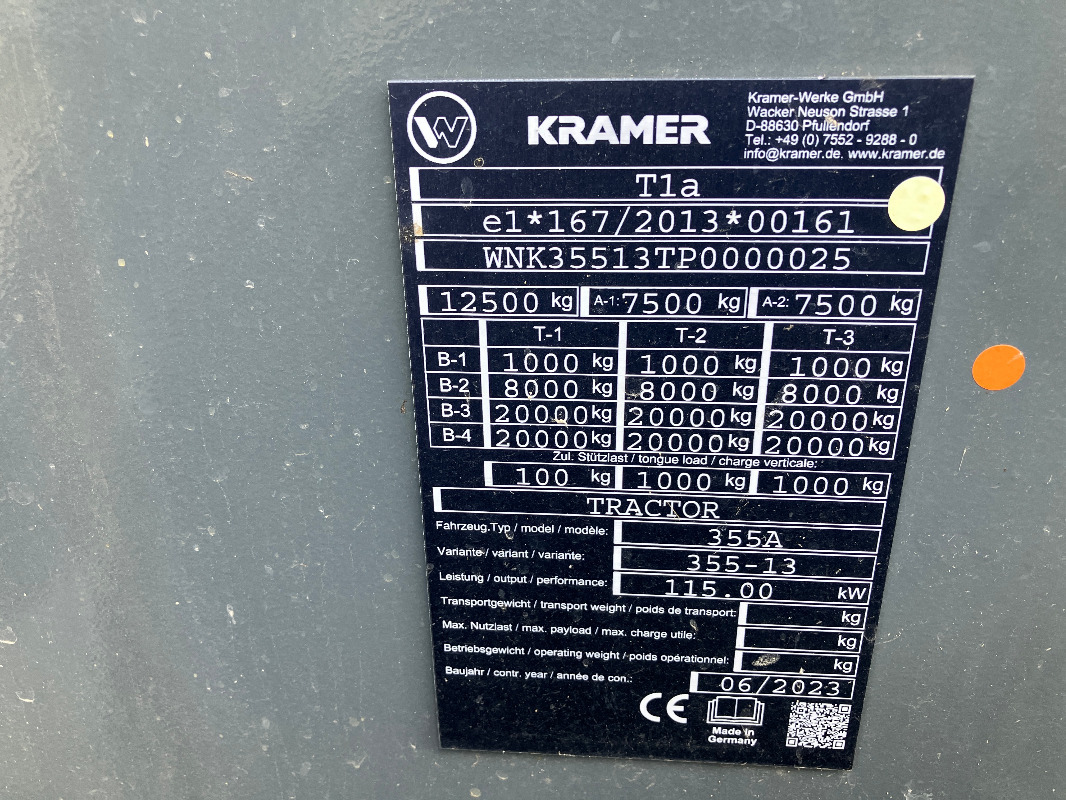 Kramer-Werke GmbH
Wacker Neuson Strasse 1
D-88630 Pfullendorf
Tel.: +49 (0) 7552 - 9288 - 0
info@kramer.de. www.kramer.de
KRAMER
T1a
e1*167/2013*00161
WNK35513TP0000025
12500 kg A-1: 7500 kg A-2: 7500 kg
T-1 T-2 T-3
B-1 1000 kg 1000 kg 1000 kg
B-2 8000 kg 8000 kg 8000 kg
B-3 20000 kg 20000 kg 20000 kg
B-4 20000 kg 20000 kg 20000 kg
Zul. Stützlast / tongue load / charge verticale:
100 kg 1000 kg 1000 kg
TRACTOR
Fahrzeug.Typ / model / modèle: 355A
Variante / variant / variante: 355-13
Leistung / output / performance: 115.00 kW
Transportgewicht / transport weight / poids de transport: kg
Max. Nutzlast / max. payload / max. charge utile: kg
Betriebsgewicht / operating weight / poids opérationnel: kg
Baujahr / contr. year / année de con.: 06/2023
CE
Made in
Germany